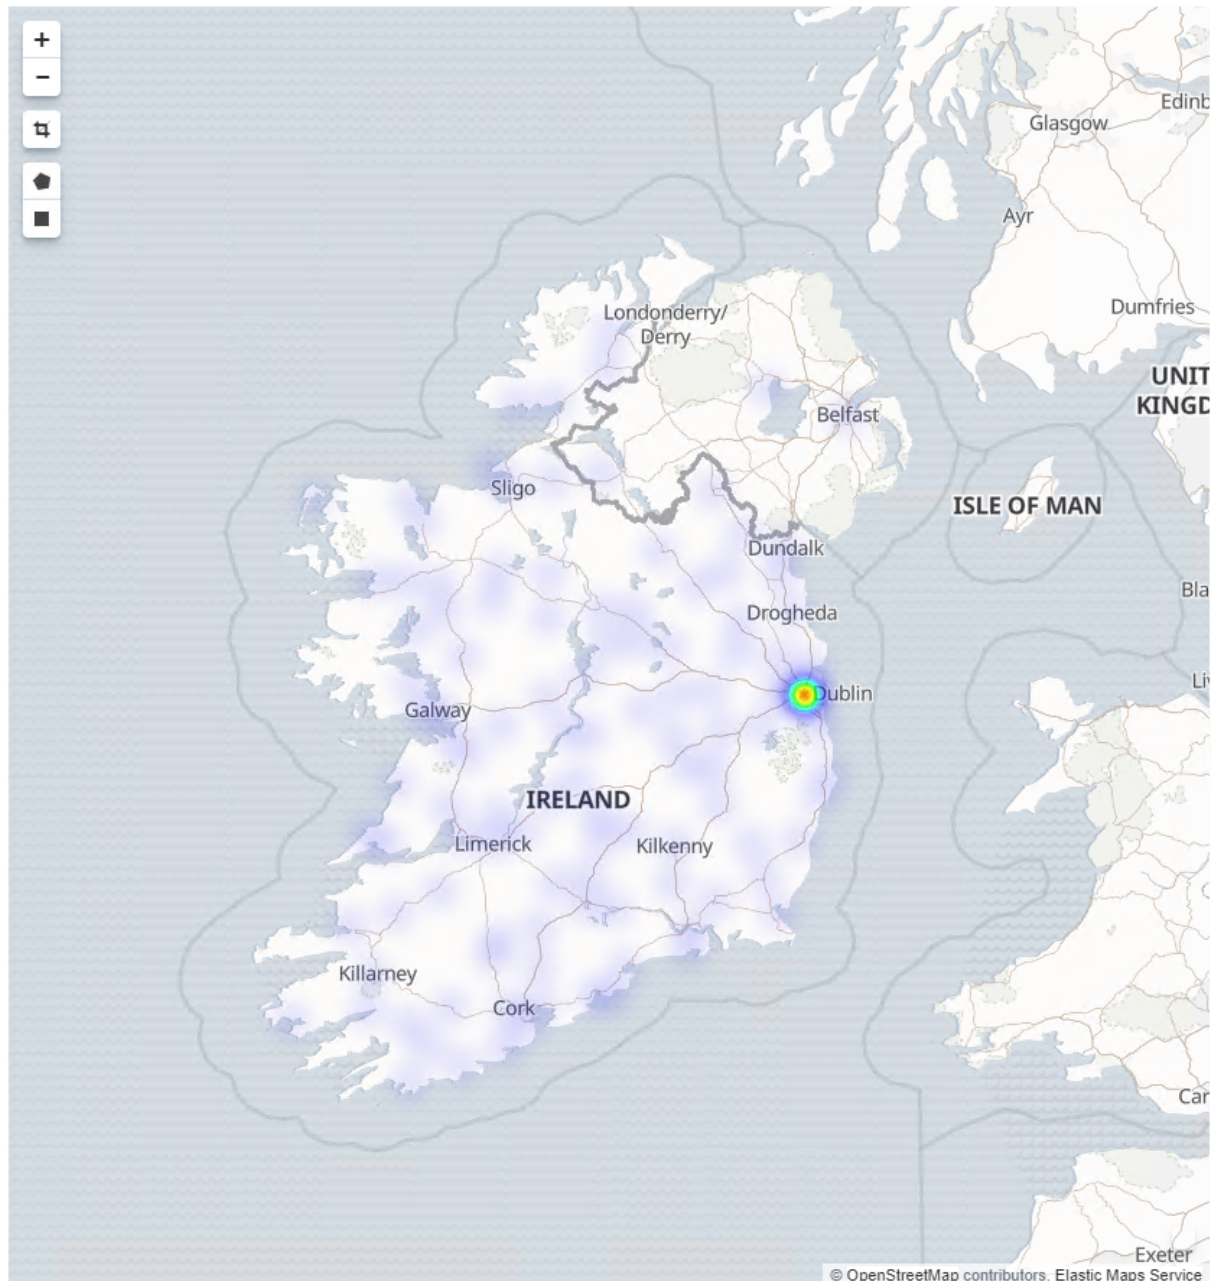 +
−
Edinb
Glasgow
Ayr
Londonderry/
Derry
Dumfries
UNIT
KINGD
Belfast
Sligo
ISLE OF MAN
Dundalk
Bla
Drogheda
Liv
Dublin
Galway
IRELAND
Limerick
Kilkenny
Killarney
Cork
Car
Exeter
© OpenStreetMap contributors, Elastic Maps Service